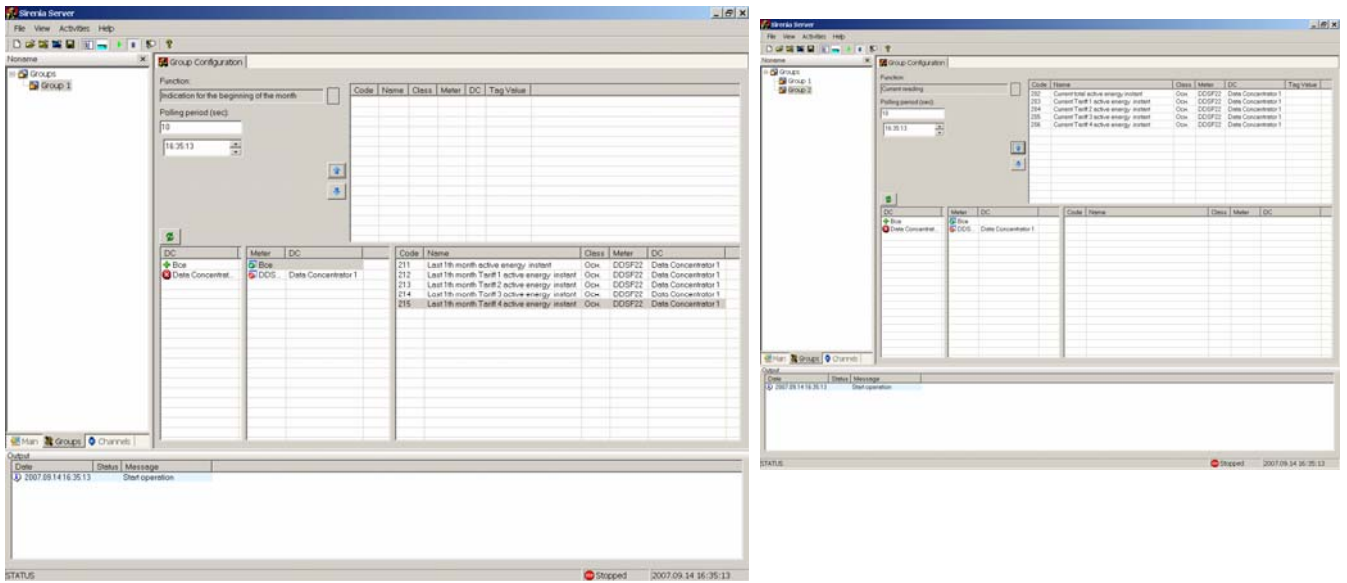 Sirenia Server
File View Activities Help
Noname
Groups
Group 1
Group Configuration
Function:
Indication for the beginning of the month
Polling period (sec):
10
16:35:13
Code Name Class Meter DC Tag Value
DC
Все
Data Concentrat..
Meter DC
Все
DDS... Data Concentrator 1
Code Name Класс Meter DC
211 Last 1th month active energy instant Осн. DDSF22 Data Concentrator 1
212 Last 1th month Tariff 1 active energy instant Осн. DDSF22 Data Concentrator 1
213 Last 1th month Tariff 2 active energy instant Осн. DDSF22 Data Concentrator 1
214 Last 1th month Tariff 3 active energy instant Осн. DDSF22 Data Concentrator 1
215 Last 1th month Tariff 4 active energy instant Осн. DDSF22 Data Concentrator 1
Main Groups Channels
Output
Date Status Message
2007.09.14 16:35:13 Start operation
STATUS Stopped 2007.09.14 16:35:13
Sirenia Server
File View Activities Help
Noname
Groups
Group 1
Group 2
Group Configuration
Function:
Current reading
Polling period (sec):
10
16:35:13
Code Name Class Meter DC Tag Value
202 Current total active energy instant Осн. DDSF22 Data Concentrator 1
203 Current Tariff 1 active energy instant Осн. DDSF22 Data Concentrator 1
204 Current Tariff 2 active energy instant Осн. DDSF22 Data Concentrator 1
205 Current Tariff 3 active energy instant Осн. DDSF22 Data Concentrator 1
206 Current Tariff 4 active energy instant Осн. DDSF22 Data Concentrator 1
DC
Все
Data Concentrat..
Meter DC
Все
DDS... Data Concentrator 1
Code Name Class Meter DC
Main Groups Channels
Output
Date Status Message
2007.09.14 16:35:13 Start operation
STATUS Stopped 2007.09.14 16:35:13